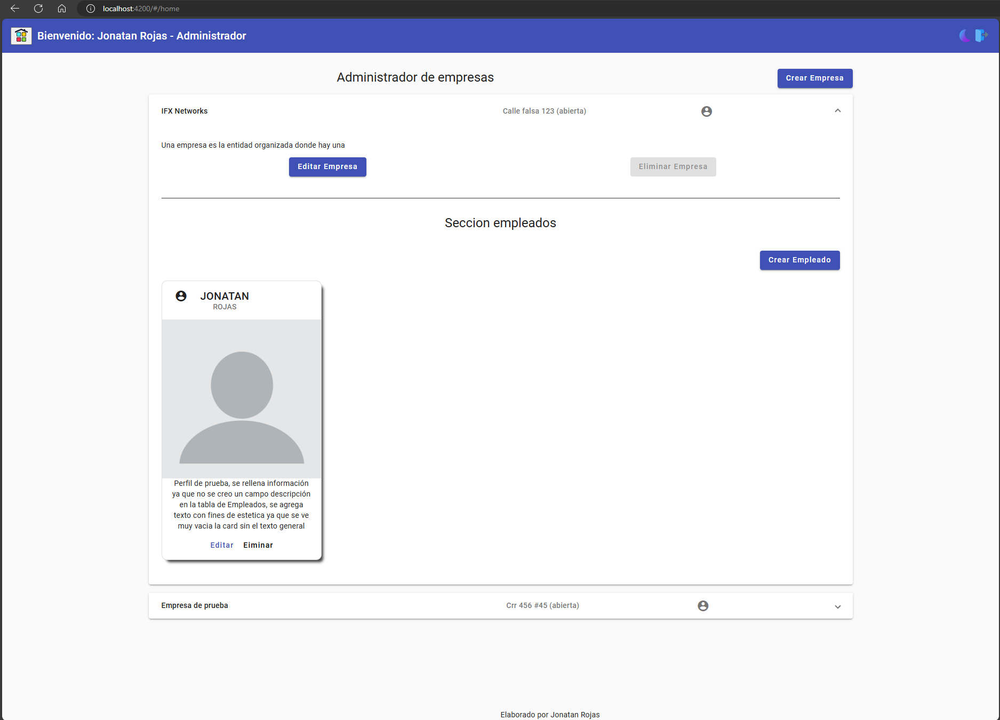 localhost:4200/#/home
Bienvenido: Jonatan Rojas - Administrador
Administrador de empresas
Crear Empresa
IFX Networks
Calle falsa 123 (abierta)
Una empresa es la entidad organizada donde hay una
Editar Empresa
Eliminar Empresa
Seccion empleados
Crear Empleado
JONATAN
ROJAS
Perfil de prueba, se rellena información
ya que no se creo un campo descripción
en la tabla de Empleados, se agrega
texto con fines de estetica ya que se ve
muy vacia la card sin el texto general
Editar Eiminar
Empresa de prueba
Crr 456 #45 (abierta)
Elaborado por Jonatan Rojas